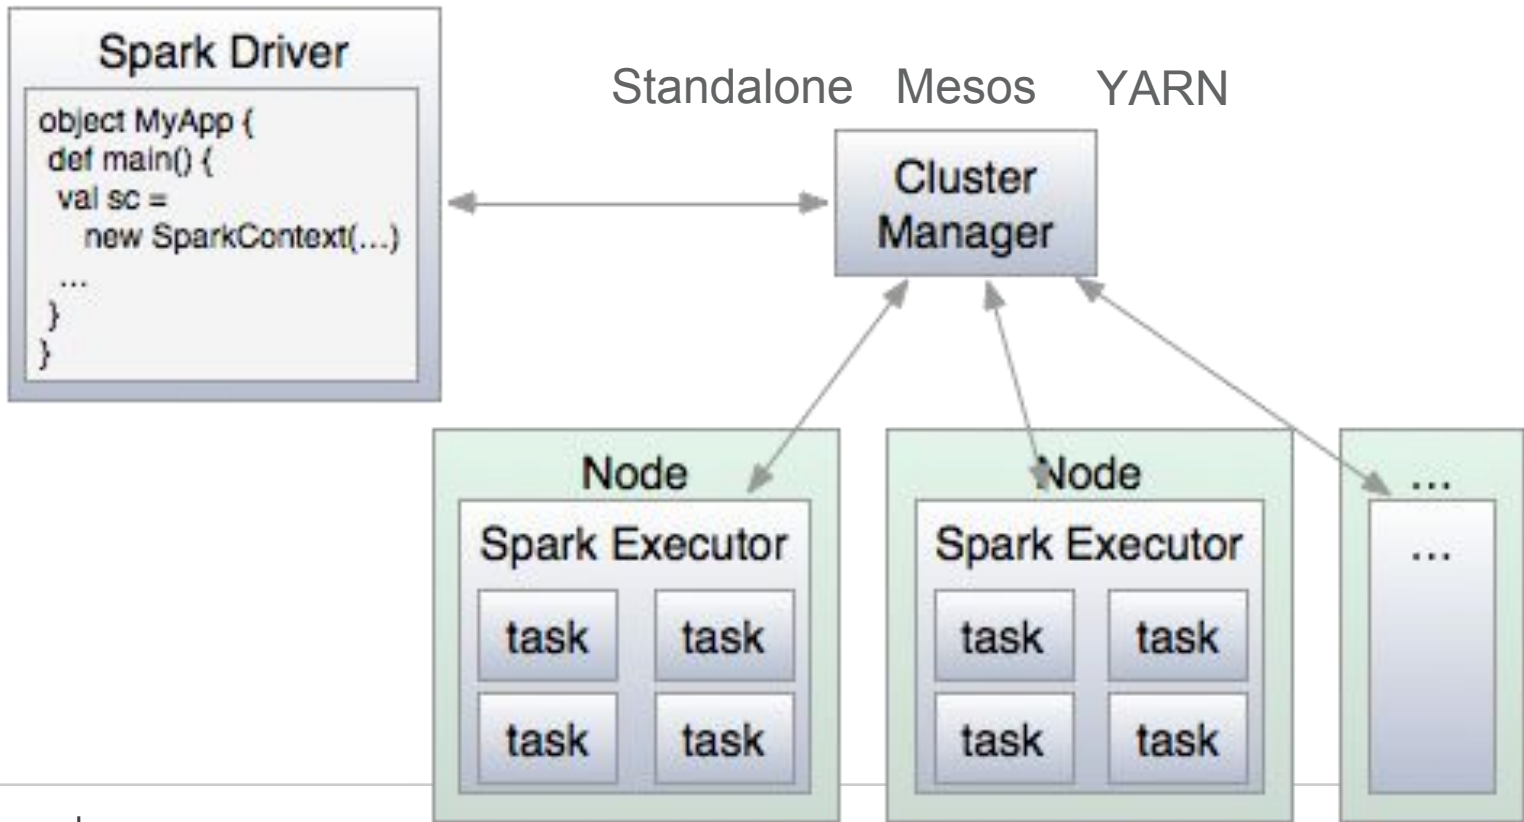 Spark Driver
object MyApp {
def main() {
val sc =
new SparkContext(...)
...
}
}
Standalone Mesos YARN
Cluster
Manager
Node
Spark Executor
task task
task task
Node
Spark Executor
task task
task task
...
...